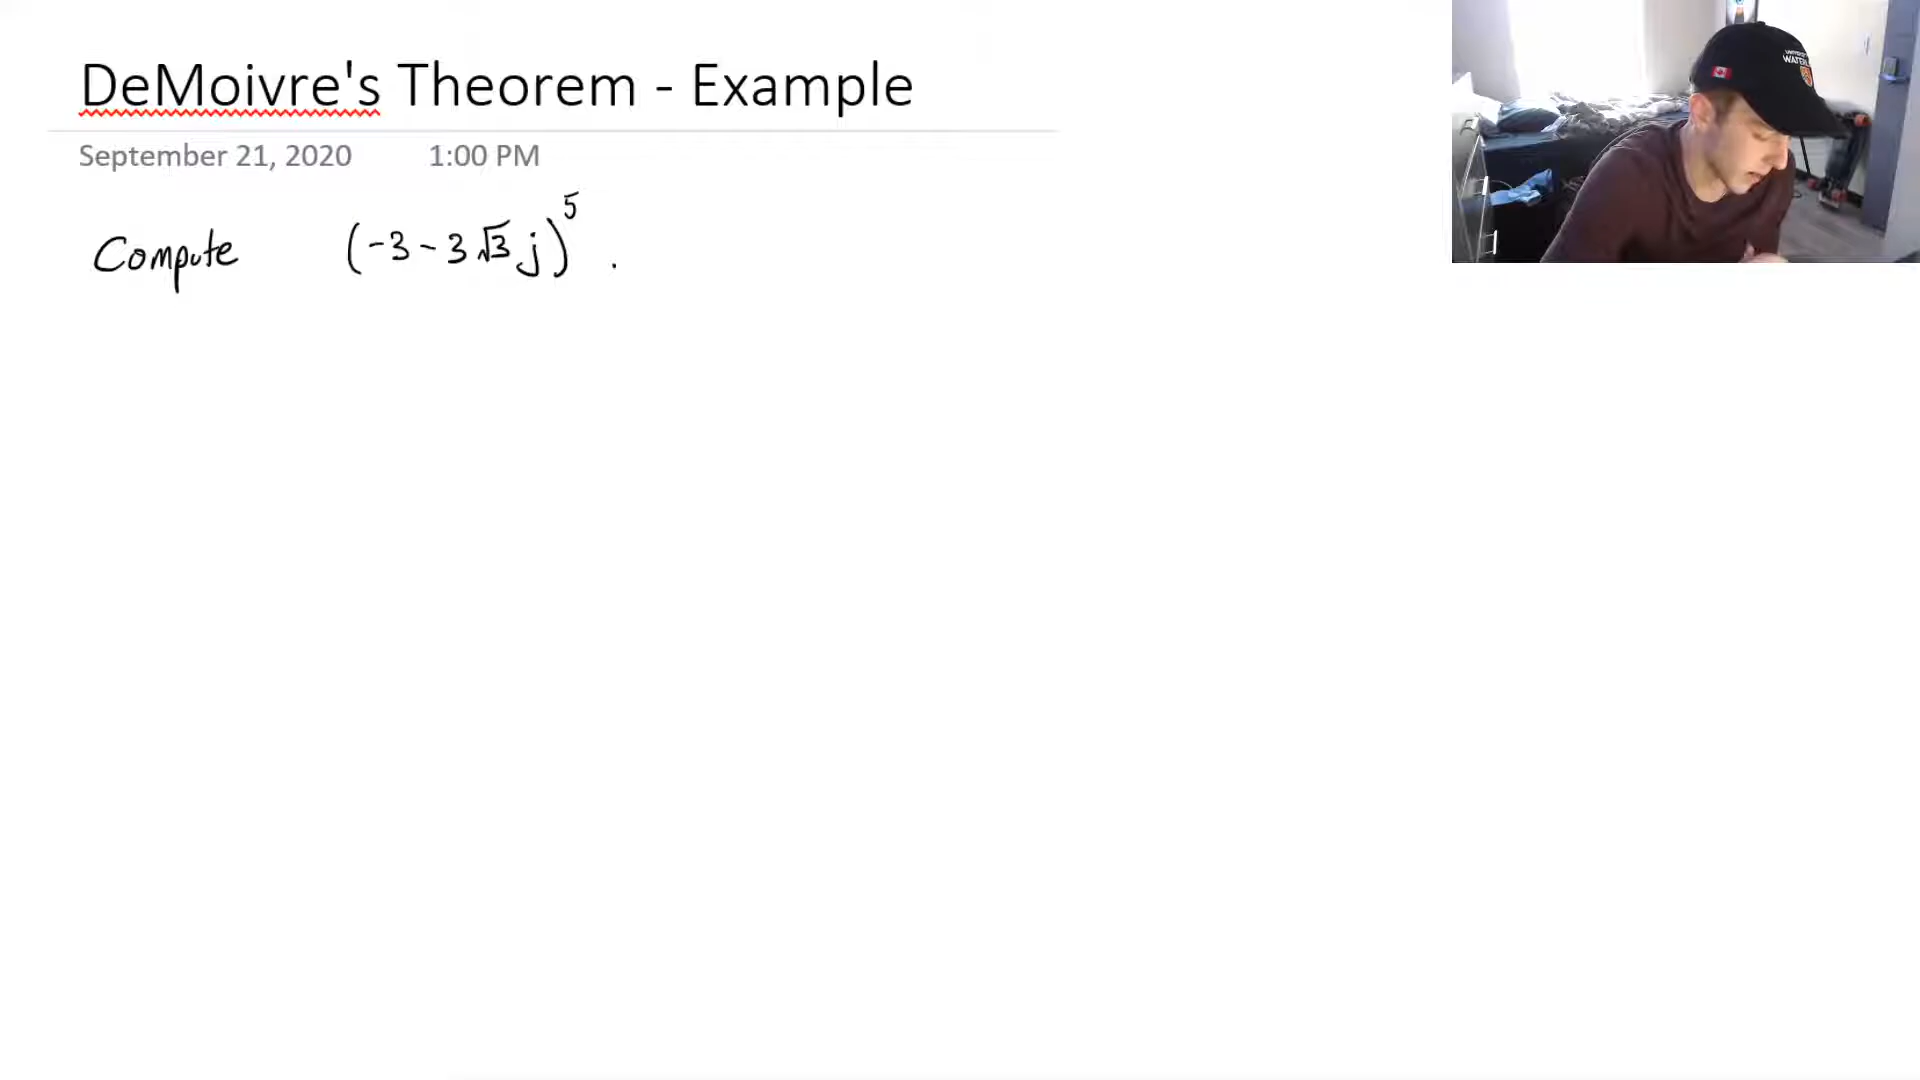 DeMoivre's Theorem - Example
September 21, 2020 1:00 PM
Compute (-3 - 3√3 j)^5 .